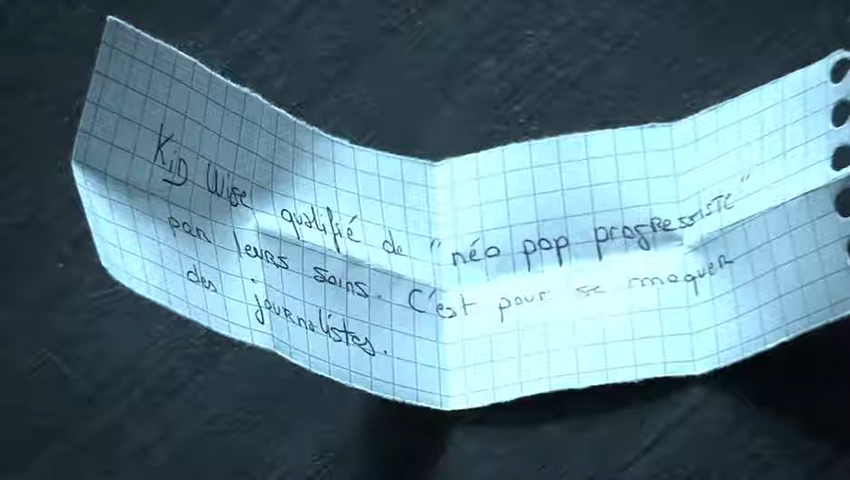 Kid Wise qualifié de "néo pop progressiste"
par leurs soins. C'est pour se moquer
des journalistes.